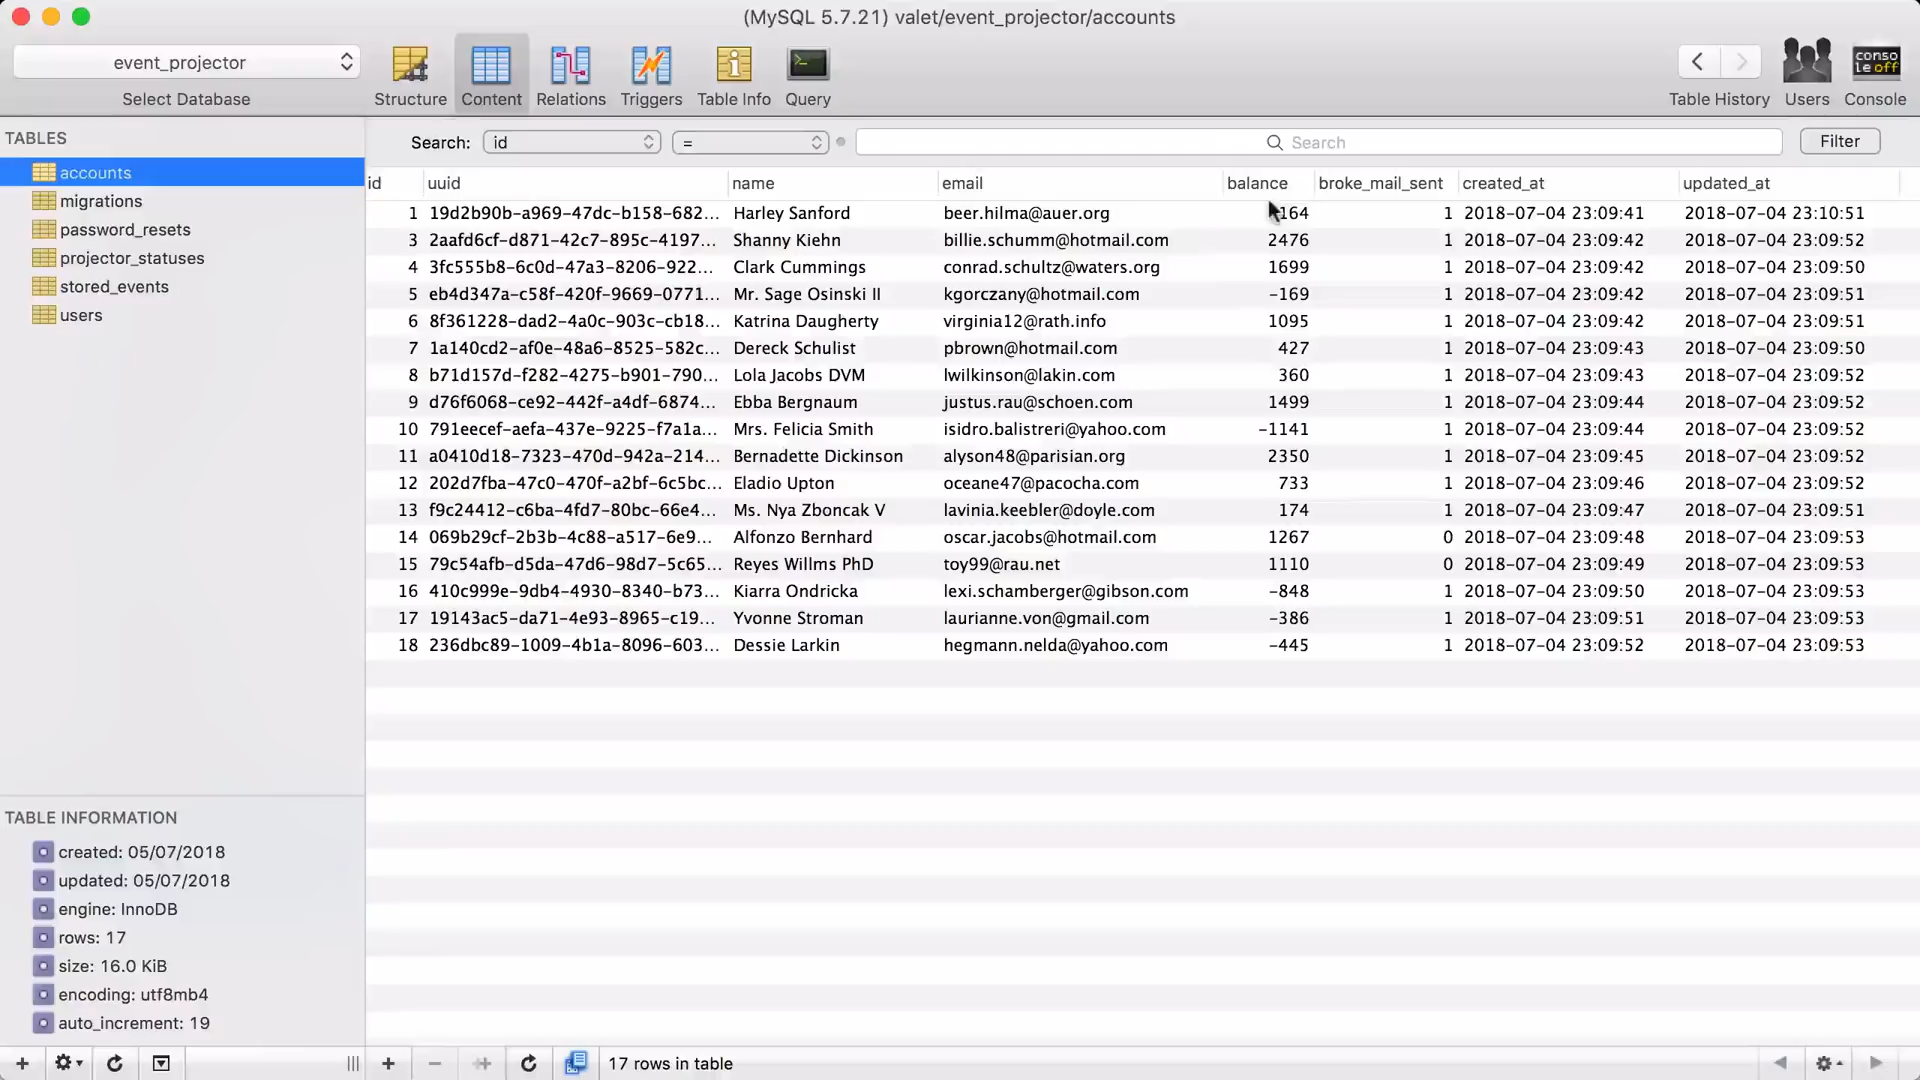 (MySQL 5.7.21) valet/event_projector/accounts
event_projector
Select Database
Structure
Content
Relations
Triggers
Table Info
Query
Table History
Users
conso
le off
Console
TABLES
accounts
migrations
password_resets
projector_statuses
stored_events
users
Search: id = Search Filter
id uuid name email balance broke_mail_sent created_at updated_at
1 19d2b90b-a969-47dc-b158-682... Harley Sanford beer.hilma@auer.org 1 2018-07-04 23:09:41 2018-07-04 23:10:51
3 2aafd6cf-d871-42c7-895c-4197... Shanny Kiehn billie.schumm@hotmail.com 2476 1 2018-07-04 23:09:42 2018-07-04 23:09:52
4 3fc555b8-6c0d-47a3-8206-922... Clark Cummings conrad.schultz@waters.org 1699 1 2018-07-04 23:09:42 2018-07-04 23:09:50
5 eb4d347a-c58f-420f-9669-0771... Mr. Sage Osinski II kgorczany@hotmail.com -169 1 2018-07-04 23:09:42 2018-07-04 23:09:51
6 8f361228-dad2-4a0c-903c-cb18... Katrina Daugherty virginia12@rath.info 1095 1 2018-07-04 23:09:42 2018-07-04 23:09:51
7 1a140cd2-af0e-48a6-8525-582c... Dereck Schulist pbrown@hotmail.com 427 1 2018-07-04 23:09:43 2018-07-04 23:09:50
8 b71d157d-f282-4275-b901-790... Lola Jacobs DVM lwilkinson@lakin.com 360 1 2018-07-04 23:09:43 2018-07-04 23:09:52
9 d76f6068-ce92-442f-a4df-6874... Ebba Bergnaum justus.rau@schoen.com 1499 1 2018-07-04 23:09:44 2018-07-04 23:09:52
10 791eecef-aefa-437e-9225-f7a1a... Mrs. Felicia Smith isidro.balistreri@yahoo.com -1141 1 2018-07-04 23:09:44 2018-07-04 23:09:52
11 a0410d18-7323-470d-942a-214... Bernadette Dickinson alyson48@parisian.org 2350 1 2018-07-04 23:09:45 2018-07-04 23:09:52
12 202d7fba-47c0-470f-a2bf-6c5bc... Eladio Upton oceane47@pacocha.com 733 1 2018-07-04 23:09:46 2018-07-04 23:09:52
13 f9c24412-c6ba-4fd7-80bc-66e4... Ms. Nya Zboncak V lavinia.keebler@doyle.com 174 1 2018-07-04 23:09:47 2018-07-04 23:09:51
14 069b29cf-2b3b-4c88-a517-6e9... Alfonzo Bernhard oscar.jacobs@hotmail.com 1267 0 2018-07-04 23:09:48 2018-07-04 23:09:53
15 79c54afb-d5da-47d6-98d7-5c65... Reyes Willms PhD toy99@rau.net 1110 0 2018-07-04 23:09:49 2018-07-04 23:09:53
16 410c999e-9db4-4930-8340-b73... Kiarra Ondricka lexi.schamberger@gibson.com -848 1 2018-07-04 23:09:50 2018-07-04 23:09:53
17 19143ac5-da71-4e93-8965-c19... Yvonne Stroman laurianne.von@gmail.com -386 1 2018-07-04 23:09:51 2018-07-04 23:09:53
18 236dbc89-1009-4b1a-8096-603... Dessie Larkin hegmann.nelda@yahoo.com -445 1 2018-07-04 23:09:52 2018-07-04 23:09:53
TABLE INFORMATION
created: 05/07/2018
updated: 05/07/2018
engine: InnoDB
rows: 17
size: 16.0 KiB
encoding: utf8mb4
auto_increment: 19
17 rows in table